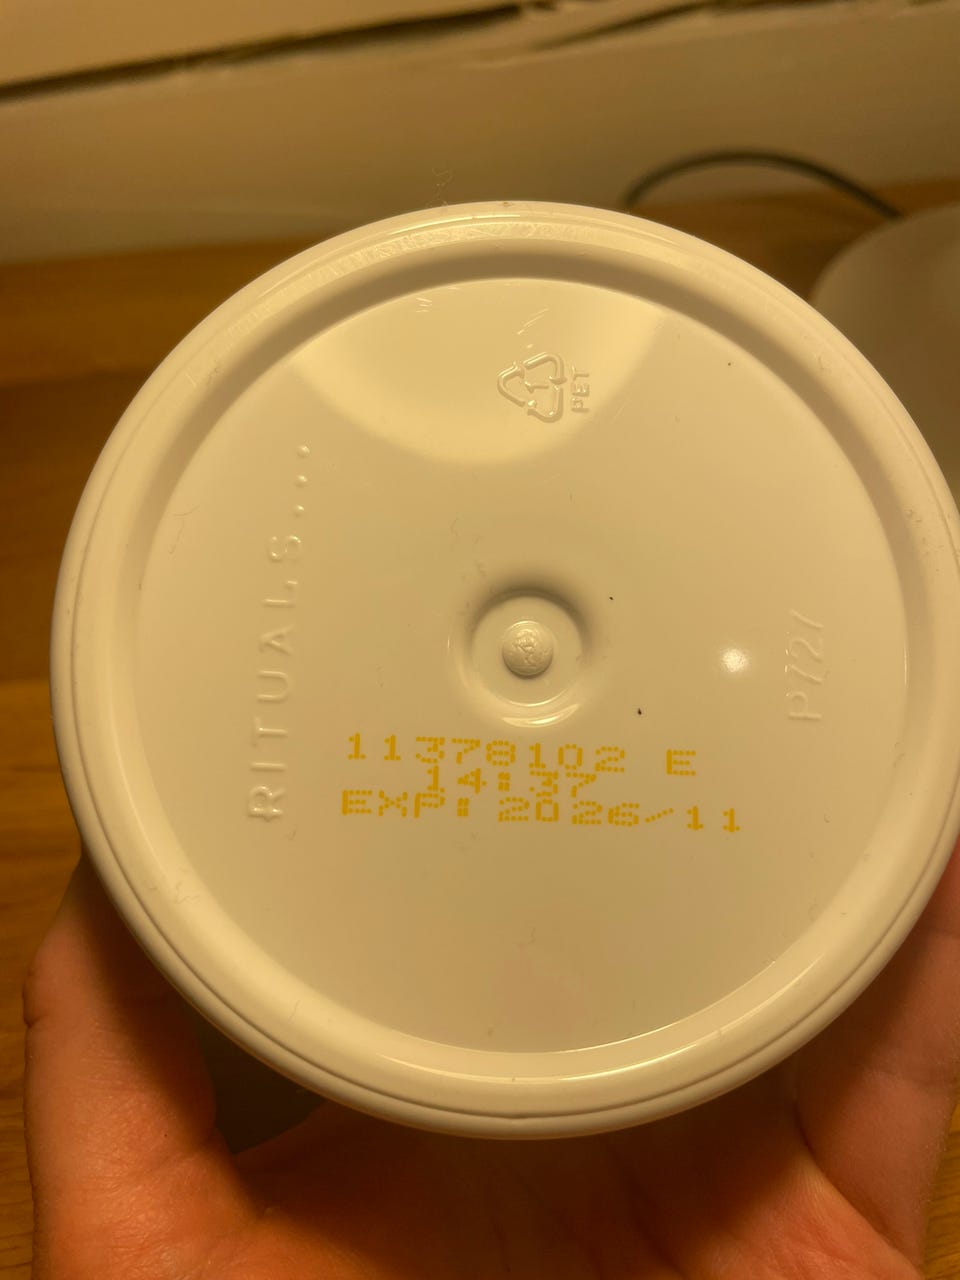 PET
RITUALS...
P727
11378102 E
14:37
EXP: 2026/11